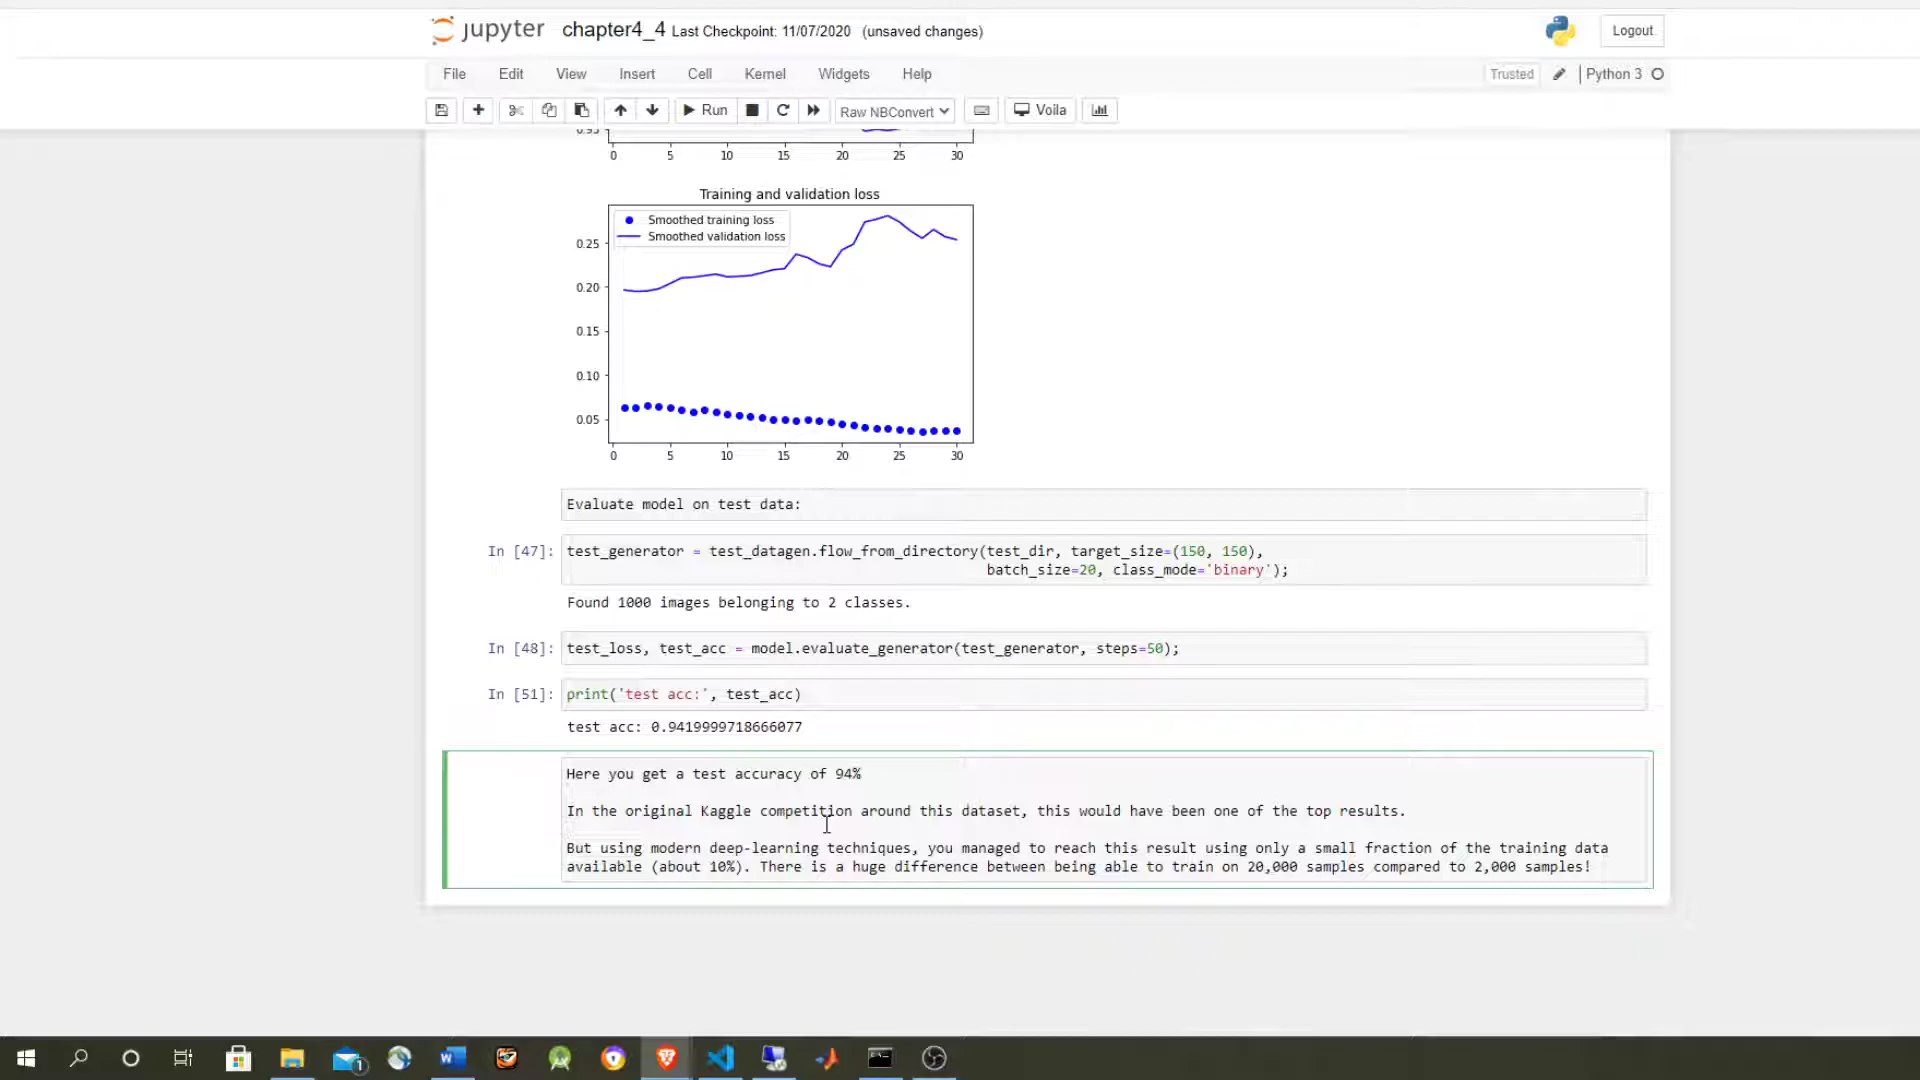 jupyter chapter4_4 Last Checkpoint: 11/07/2020 (unsaved changes)
Logout
File Edit View Insert Cell Kernel Widgets Help
Trusted Python 3
Run Raw NBConvert Voila
0 5 10 15 20 25 30
Training and validation loss
Smoothed training loss
Smoothed validation loss
0.25
0.20
0.15
0.10
0.05
0 5 10 15 20 25 30
Evaluate model on test data:
In [47]: test_generator = test_datagen.flow_from_directory(test_dir, target_size=(150, 150),
batch_size=20, class_mode='binary');
Found 1000 images belonging to 2 classes.
In [48]: test_loss, test_acc = model.evaluate_generator(test_generator, steps=50);
In [51]: print('test acc:', test_acc)
test acc: 0.9419999718666077
Here you get a test accuracy of 94%
In the original Kaggle competition around this dataset, this would have been one of the top results.
But using modern deep-learning techniques, you managed to reach this result using only a small fraction of the training data
available (about 10%). There is a huge difference between being able to train on 20,000 samples compared to 2,000 samples!
1